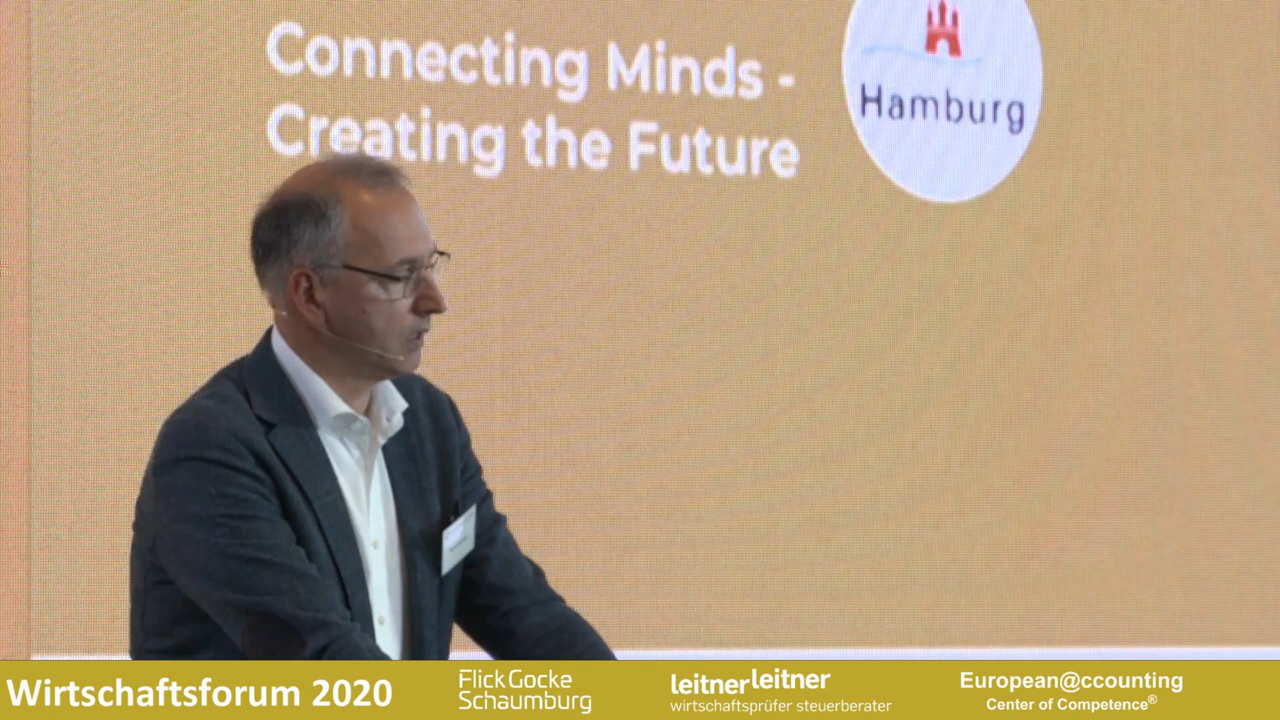 Connecting Minds -
Creating the Future
Hamburg
Wirtschaftsforum 2020
Flick Gocke
Schaumburg
leitnerleitner
wirtschaftsprüfer steuerberater
European@ccounting
Center of Competence®